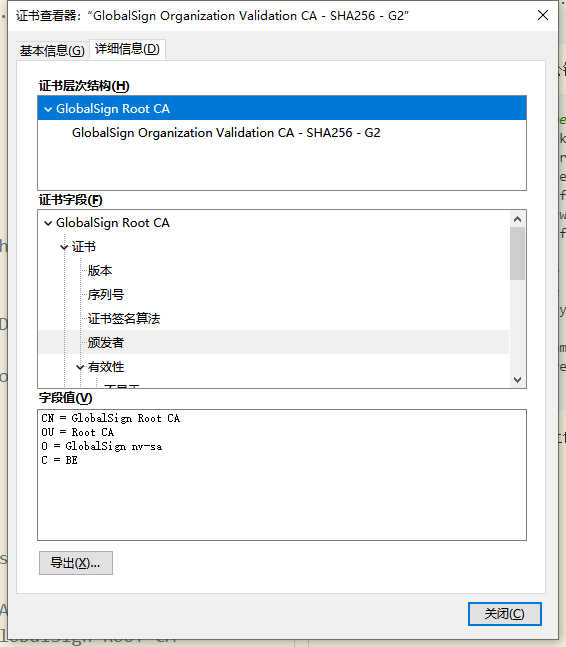 证书查看器：“GlobalSign Organization Validation CA - SHA256 - G2”
基本信息(G) 详细信息(D)
证书层次结构(H)
GlobalSign Root CA
GlobalSign Organization Validation CA - SHA256 - G2
证书字段(F)
GlobalSign Root CA
证书
版本
序列号
证书签名算法
颁发者
有效性
字段值(V)
CN = GlobalSign Root CA
OU = Root CA
O = GlobalSign nv-sa
C = BE
导出(X)...
关闭(C)